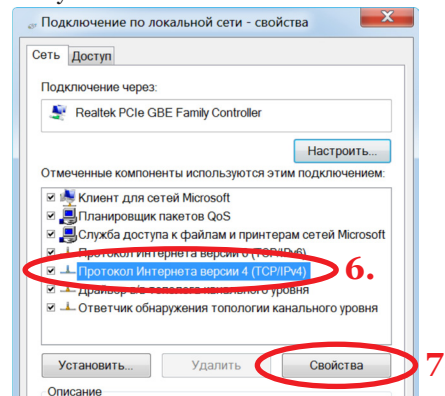 Подключение по локальной сети - свойства
Сеть Доступ
Подключение через:
Realtek PCIe GBE Family Controller
Настроить...
Отмеченные компоненты используются этим подключением:
Клиент для сетей Microsoft
Планировщик пакетов QoS
Служба доступа к файлам и принтерам сетей Microsoft
Протокол Интернета версии 6 (TCP/IPv6)
Протокол Интернета версии 4 (TCP/IPv4) 6.
канального уровня
Ответчик обнаружения топологии канального уровня
Установить... Удалить Свойства 7
Описание